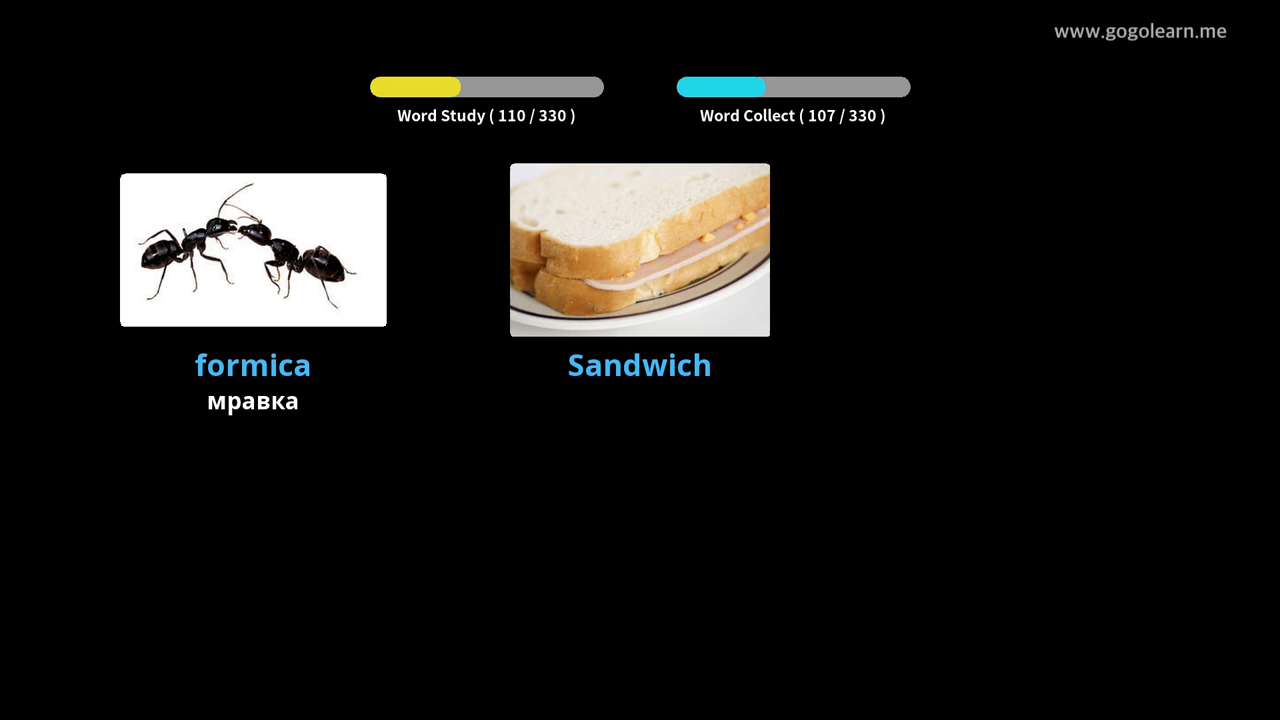 www.gogolearn.me
Word Study ( 110 / 330 )
Word Collect ( 107 / 330 )
formica
мравка
Sandwich